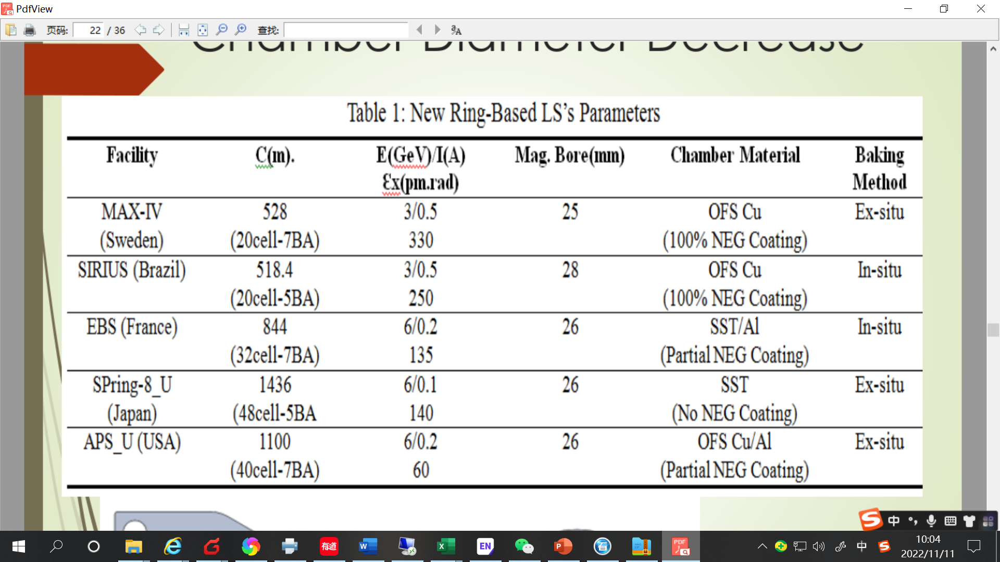 PdfView
页码: 22 / 36 查找:
Chamber Diameter Decrease
Table 1: New Ring-Based LS's Parameters
Facility C(m). E(GeV)/I(A) Mag. Bore(mm) Chamber Material Baking
Ɛx(pm.rad) Method
MAX-IV 528 3/0.5 25 OFS Cu Ex-situ
(Sweden) (20cell-7BA) 330 (100% NEG Coating)
SIRIUS (Brazil) 518.4 3/0.5 28 OFS Cu In-situ
(20cell-5BA) 250 (100% NEG Coating)
EBS (France) 844 6/0.2 26 SST/Al In-situ
(32cell-7BA) 135 (Partial NEG Coating)
SPring-8_U 1436 6/0.1 26 SST Ex-situ
(Japan) (48cell-5BA 140 (No NEG Coating)
APS_U (USA) 1100 6/0.2 26 OFS Cu/Al Ex-situ
(40cell-7BA) 60 (Partial NEG Coating)
中
有道 EN 看 PDF 中
10:04
2022/11/11